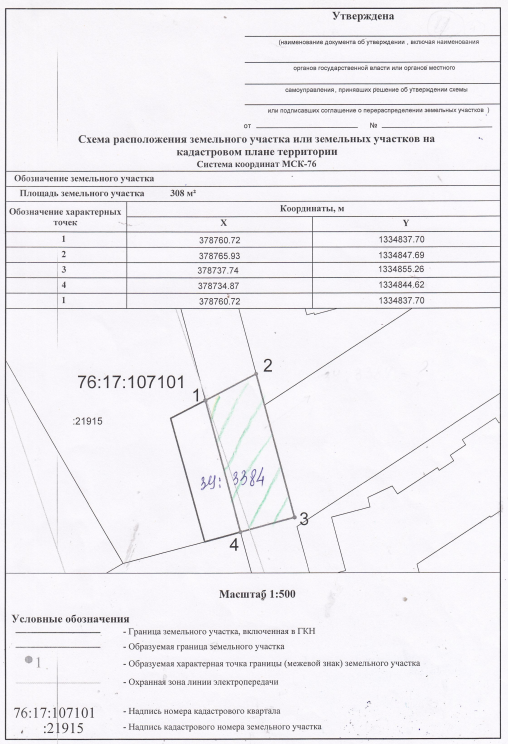 Утверждена
(наименование документа об утверждении , включая наименования
органов государственной власти или органов местного
самоуправления, принявших решение об утверждении схемы
или подписавших соглашение о перераспределении земельных участков )
от №
Схема расположения земельного участка или земельных участков на
кадастровом плане территории
Система координат МСК-76
Обозначение земельного участка
Площадь земельного участка 308 м²
Обозначение характерных точек Координаты, м
X Y
1 378760.72 1334837.70
2 378765.93 1334847.69
3 378737.74 1334855.26
4 378734.87 1334844.62
1 378760.72 1334837.70
2
76:17:107101
1
:21915
ЗУ: 3384
3
4
Масштаб 1:500
Условные обозначения
- Граница земельного участка, включенная в ГКН
- Образуемая граница земельного участка
1 - Образуемая характерная точка границы (межевой знак) земельного участка
- Охранная зона линии электропередачи
76:17:107101 - Надпись номера кадастрового квартала
:21915 - Надпись кадастрового номера земельного участка